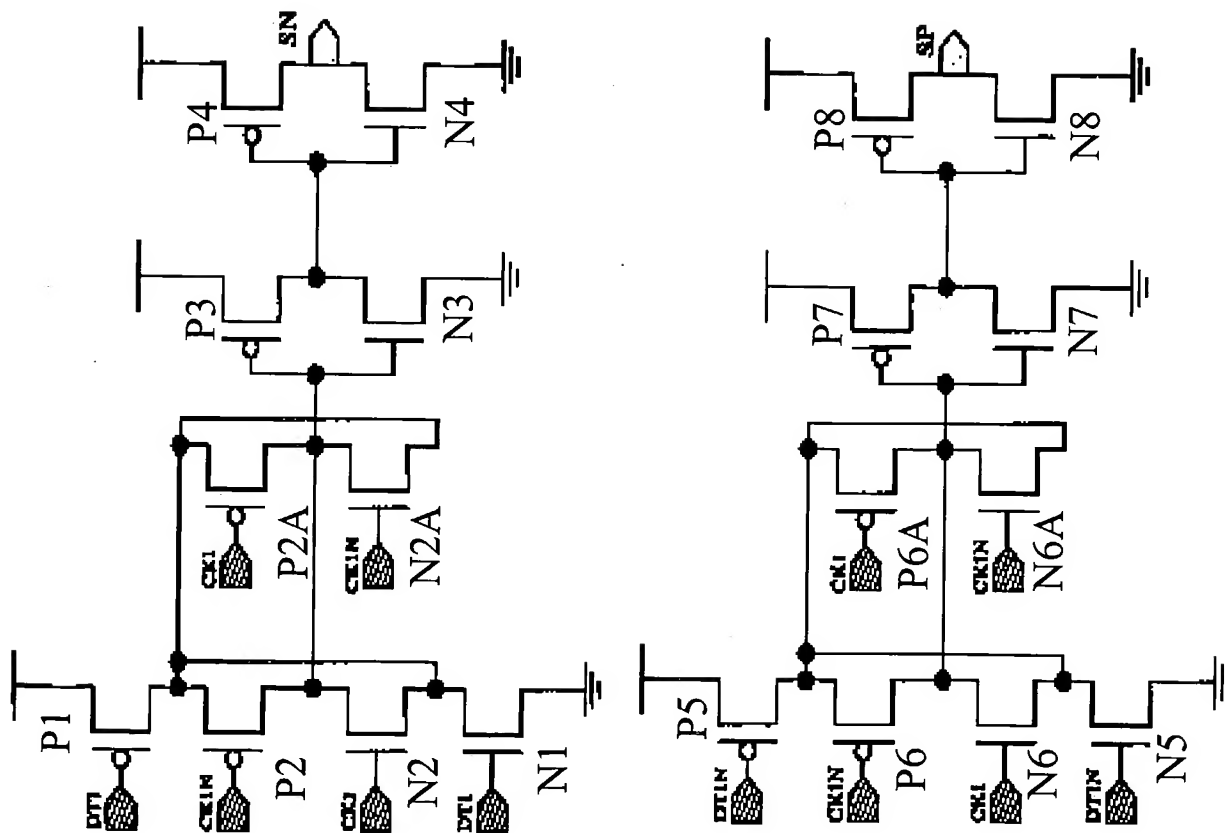 SN
P4
N4
P3
N3
CK1
P2A
CK1N
N2A
P1
DT1
CK1N
P2
CK1
N2
DT1
N1
SP
P8
N8
P7
N7
CK1
P6A
CK1N
N6A
P5
DT1N
CK1N
P6
CK1
N6
DT1N
N5